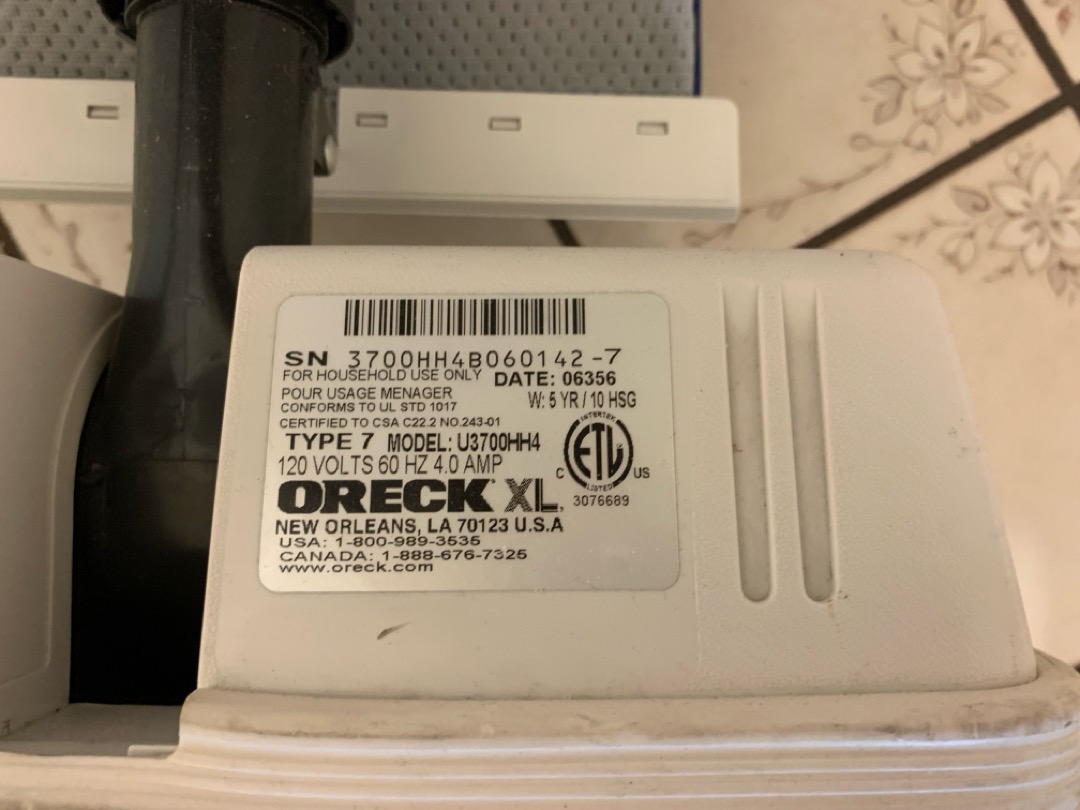 SN 3700HH4B060142-7
FOR HOUSEHOLD USE ONLY DATE: 06356
POUR USAGE MENAGER W: 5 YR / 10 HSG
CONFORMS TO UL STD 1017
CERTIFIED TO CSA C22.2 NO.243-01
TYPE 7 MODEL: U3700HH4
120 VOLTS 60 HZ 4.0 AMP
INTERTEK
ETL
LISTED
C US
3076689
ORECK XL
NEW ORLEANS, LA 70123 U.S.A
USA: 1-800-989-3535
CANADA: 1-888-676-7325
www.oreck.com